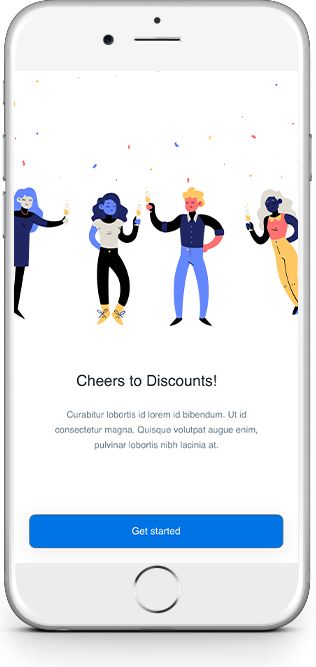 Cheers to Discounts!
Curabitur lobortis id lorem id bibendum. Ut id
consectetur magna. Quisque volutpat augue enim,
pulvinar lobortis nibh lacinia at.
Get started